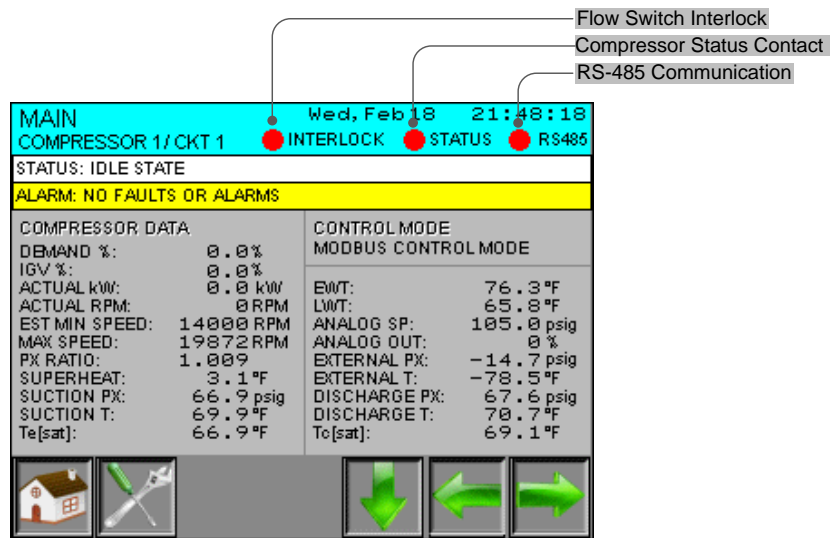 Flow Switch Interlock
Compressor Status Contact
RS-485 Communication
MAIN Wed, Feb 18 21:48:18
COMPRESSOR 1/ CKT 1 INTERLOCK STATUS RS485
STATUS: IDLE STATE
ALARM: NO FAULTS OR ALARMS
COMPRESSOR DATA
DEMAND %: 0.0%
IGV %: 0.0%
ACTUAL kW: 0.0 kW
ACTUAL RPM: 0 RPM
EST MIN SPEED: 14000 RPM
MAX SPEED: 19872 RPM
PX RATIO: 1.009
SUPERHEAT: 3.1°F
SUCTION PX: 66.9 psig
SUCTION T: 69.9°F
Te[sat]: 66.9°F
CONTROL MODE
MODBUS CONTROL MODE
EWT: 76.3°F
LWT: 65.8°F
ANALOG SP: 105.0 psig
ANALOG OUT: 0 %
EXTERNAL PX: -14.7 psig
EXTERNAL T: -78.5°F
DISCHARGE PX: 67.6 psig
DISCHARGE T: 70.7°F
Tc[sat]: 69.1°F